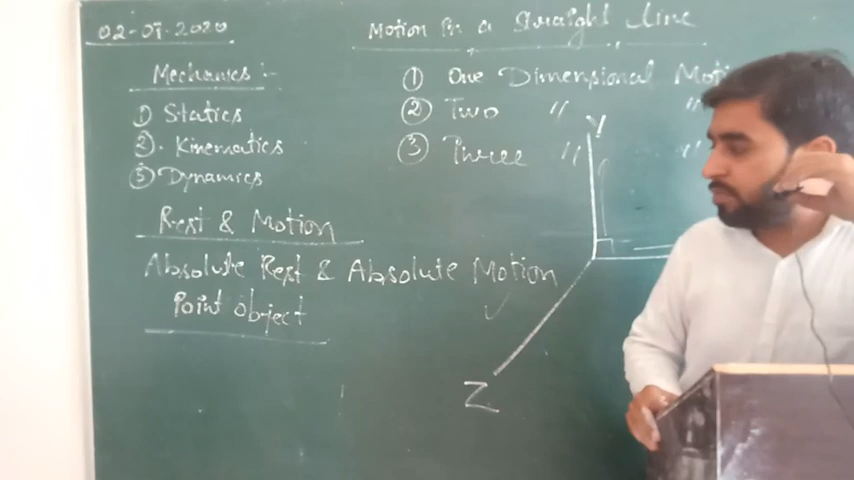 02-07-2020
Motion in a Straight Line
Mechanics :-
① Statics
②. Kinematics
③ Dynamics
① One Dimensional Moti
② Two " "
③ Three " "
Rest & Motion
Absolute Rest & Absolute Motion
Point object
Y
Z